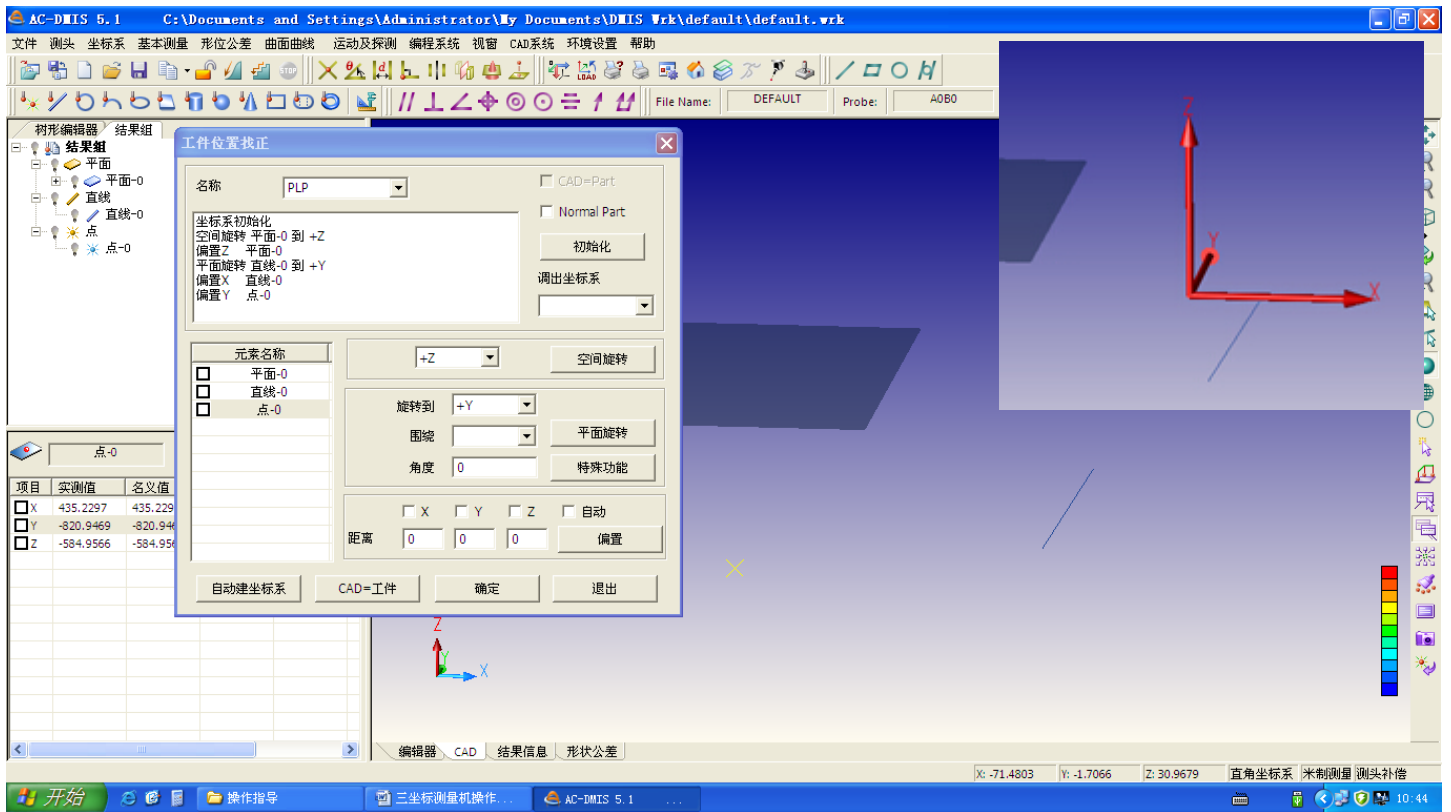 AC-DMIS 5.1 C:\Documents and Settings\Administrator\My Documents\DMIS Wrk\default\default.wrk
文件 测头 坐标系 基本测量 形位公差 曲面曲线 运动及探测 编程系统 视窗 CAD系统 环境设置 帮助
STOP LOAD
File Name: DEFAULT Probe: A0B0
树形编辑器 结果组
结果组
平面
平面-0
直线
直线-0
点
点-0
工件位置找正
名称 PLP
CAD=Part
Normal Part
坐标系初始化
空间旋转 平面-0 到 +Z
偏置Z 平面-0
平面旋转 直线-0 到 +Y
偏置X 直线-0
偏置Y 点-0
初始化
调出坐标系
元素名称
平面-0
直线-0
点-0
+Z 空间旋转
旋转到 +Y
围绕 平面旋转
角度 0 特殊功能
X Y Z 自动
距离 0 0 0 偏置
自动建坐标系 CAD=工件 确定 退出
点-0
项目 实测值 名义值
X 435.2297 435.229
Y -820.9469 -820.946
Z -584.9566 -584.956
Z
Y
X
Z
Y
X
编辑器 CAD 结果信息 形状公差
X: -71.4803 Y: -1.7066 Z: 30.9679 直角坐标系 米制测量 测头补偿
开始 操作指导 三坐标测量机操作... AC-DMIS 5.1 ... 10:44